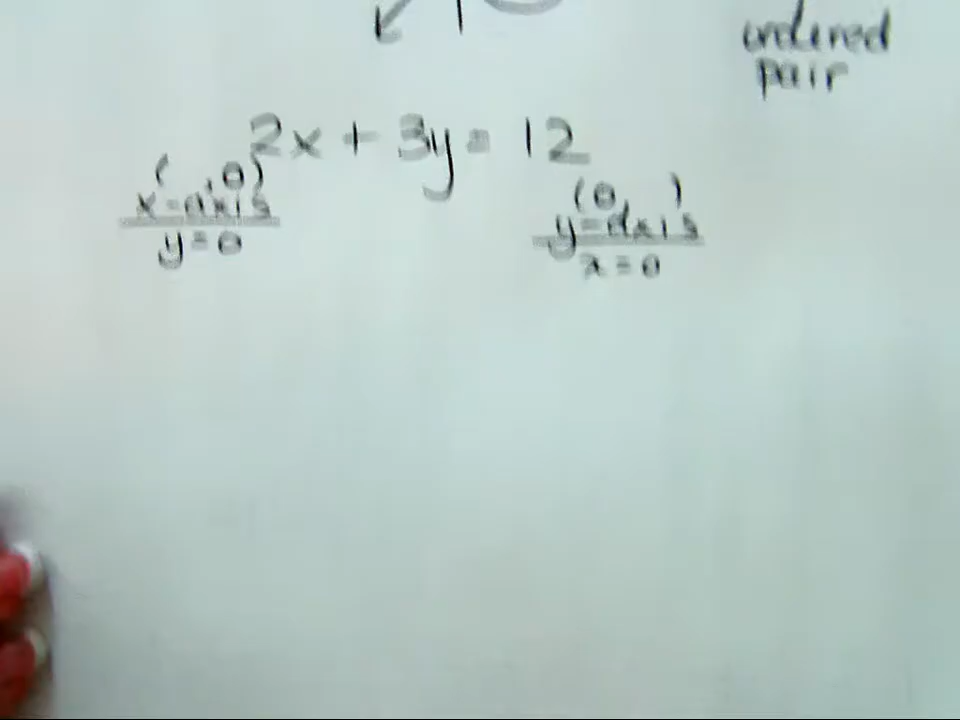 ordered
pair
2x + 3y = 12
( , 0)
x-axis
y = 0
(0, )
y-axis
x = 0